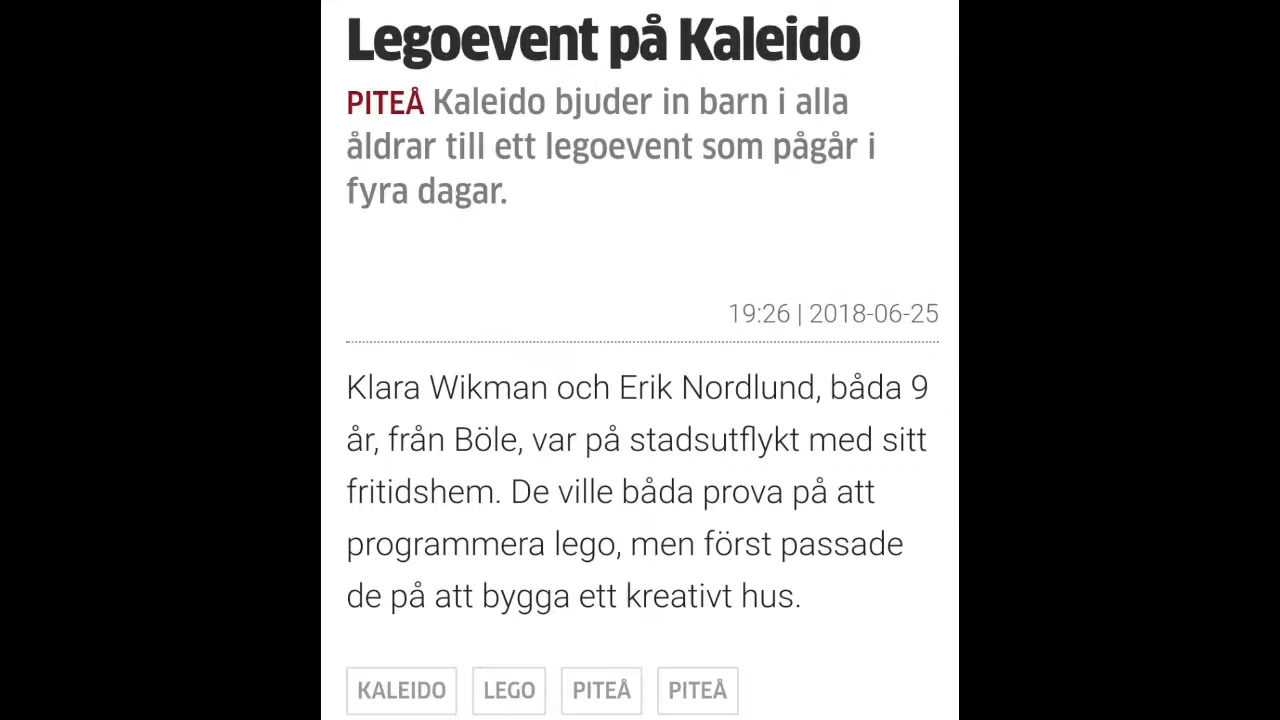 Legoevent på Kaleido
PITEÅ Kaleido bjuder in barn i alla
åldrar till ett legoevent som pågår i
fyra dagar.
19:26 | 2018-06-25
Klara Wikman och Erik Nordlund, båda 9
år, från Böle, var på stadsutflykt med sitt
fritidshem. De ville båda prova på att
programmera lego, men först passade
de på att bygga ett kreativt hus.
KALEIDO LEGO PITEÅ PITEÅ